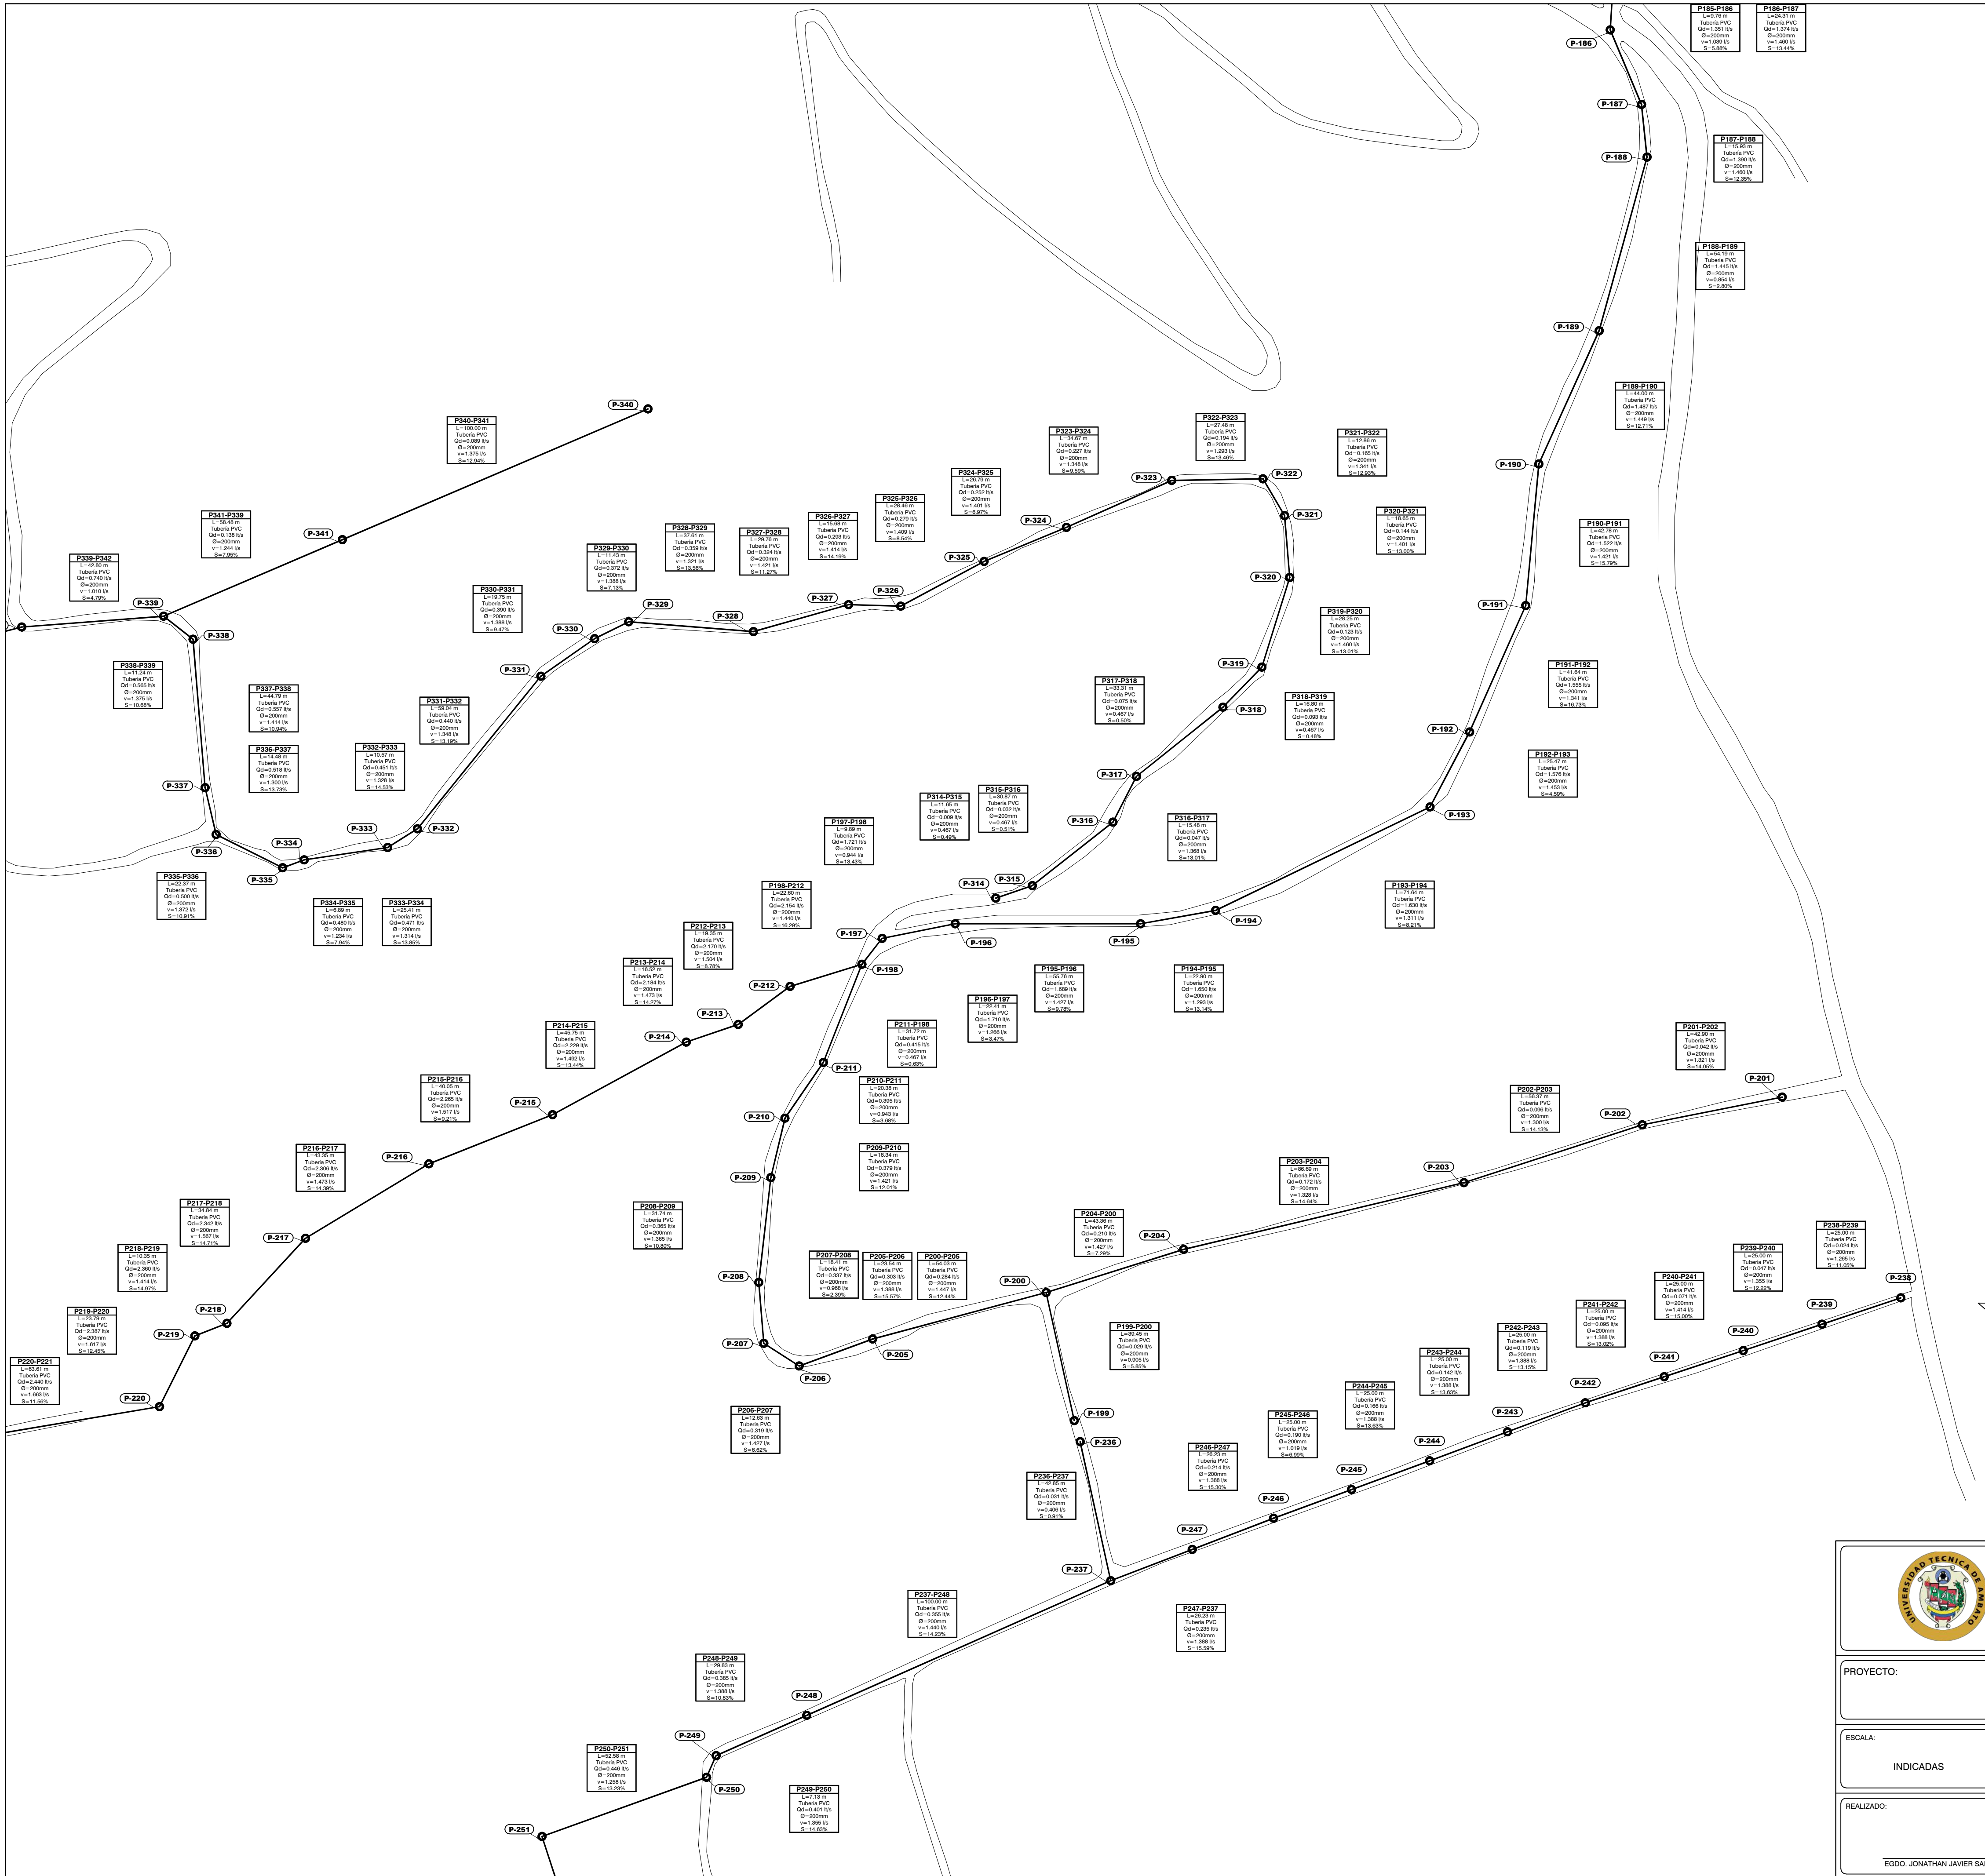 P185-P186
L=9.76 m
Tubería PVC
Qd=1.351 lt/s
Ø=200mm
v=1.039 l/s
S=5.88%
P186-P187
L=24.31 m
Tubería PVC
Qd=1.374 lt/s
Ø=200mm
v=1.460 l/s
S=13.44%
P-186
P-187
P187-P188
L=15.93 m
Tubería PVC
Qd=1.390 lt/s
Ø=200mm
v=1.460 l/s
S=12.35%
P-188
P188-P189
L=54.19 m
Tubería PVC
Qd=1.445 lt/s
Ø=200mm
v=0.854 l/s
S=2.80%
P-189
P189-P190
L=44.00 m
Tubería PVC
Qd=1.487 lt/s
Ø=200mm
v=1.449 l/s
S=12.71%
P-340
P340-P341
L=100.00 m
Tubería PVC
Qd=0.089 lt/s
Ø=200mm
v=1.375 l/s
S=12.94%
P322-P323
L=27.48 m
Tubería PVC
Qd=0.194 lt/s
Ø=200mm
v=1.293 l/s
S=13.46%
P323-P324
L=34.67 m
Tubería PVC
Qd=0.227 lt/s
Ø=200mm
v=1.348 l/s
S=9.59%
P321-P322
L=12.86 m
Tubería PVC
Qd=0.165 lt/s
Ø=200mm
v=1.341 l/s
S=12.93%
P-190
P324-P325
L=26.79 m
Tubería PVC
Qd=0.252 lt/s
Ø=200mm
v=1.401 l/s
S=6.97%
P-323
P-322
P325-P326
L=28.46 m
Tubería PVC
Qd=0.279 lt/s
Ø=200mm
v=1.409 l/s
S=8.54%
P341-P339
L=58.48 m
Tubería PVC
Qd=0.138 lt/s
Ø=200mm
v=1.244 l/s
S=7.95%
P-341
P328-P329
L=37.61 m
Tubería PVC
Qd=0.359 lt/s
Ø=200mm
v=1.321 l/s
S=13.56%
P327-P328
L=29.76 m
Tubería PVC
Qd=0.324 lt/s
Ø=200mm
v=1.421 l/s
S=11.27%
P326-P327
L=15.68 m
Tubería PVC
Qd=0.293 lt/s
Ø=200mm
v=1.414 l/s
S=14.19%
P-324
P-321
P320-P321
L=18.65 m
Tubería PVC
Qd=0.144 lt/s
Ø=200mm
v=1.401 l/s
S=13.00%
P190-P191
L=42.78 m
Tubería PVC
Qd=1.522 lt/s
Ø=200mm
v=1.421 l/s
S=15.79%
P339-P342
L=42.80 m
Tubería PVC
Qd=0.740 lt/s
Ø=200mm
v=1.010 l/s
S=4.79%
P329-P330
L=11.43 m
Tubería PVC
Qd=0.372 lt/s
Ø=200mm
v=1.388 l/s
S=7.13%
P-325
P-320
P330-P331
L=19.75 m
Tubería PVC
Qd=0.390 lt/s
Ø=200mm
v=1.388 l/s
S=9.47%
P-339
P-329
P-327
P-326
P-191
P-338
P-330
P-328
P319-P320
L=28.25 m
Tubería PVC
Qd=0.123 lt/s
Ø=200mm
v=1.460 l/s
S=13.01%
P338-P339
L=11.24 m
Tubería PVC
Qd=0.565 lt/s
Ø=200mm
v=1.375 l/s
S=10.68%
P-331
P-319
P191-P192
L=41.64 m
Tubería PVC
Qd=1.555 lt/s
Ø=200mm
v=1.341 l/s
S=16.73%
P337-P338
L=44.79 m
Tubería PVC
Qd=0.557 lt/s
Ø=200mm
v=1.414 l/s
S=10.94%
P331-P332
L=59.04 m
Tubería PVC
Qd=0.440 lt/s
Ø=200mm
v=1.348 l/s
S=13.19%
P317-P318
L=33.31 m
Tubería PVC
Qd=0.075 lt/s
Ø=200mm
v=0.467 l/s
S=0.50%
P-318
P318-P319
L=16.80 m
Tubería PVC
Qd=0.093 lt/s
Ø=200mm
v=0.467 l/s
S=0.48%
P-192
P336-P337
L=14.48 m
Tubería PVC
Qd=0.518 lt/s
Ø=200mm
v=1.300 l/s
S=13.73%
P332-P333
L=10.57 m
Tubería PVC
Qd=0.451 lt/s
Ø=200mm
v=1.328 l/s
S=14.53%
P192-P193
L=25.47 m
Tubería PVC
Qd=1.576 lt/s
Ø=200mm
v=1.453 l/s
S=4.59%
P-337
P-317
P314-P315
L=11.65 m
Tubería PVC
Qd=0.009 lt/s
Ø=200mm
v=0.467 l/s
S=0.49%
P315-P316
L=30.87 m
Tubería PVC
Qd=0.032 lt/s
Ø=200mm
v=0.467 l/s
S=0.51%
P-193
P197-P198
L=9.89 m
Tubería PVC
Qd=1.721 lt/s
Ø=200mm
v=0.944 l/s
S=13.43%
P-316
P316-P317
L=15.48 m
Tubería PVC
Qd=0.047 lt/s
Ø=200mm
v=1.368 l/s
S=13.01%
P-333
P-332
P-334
P-336
P-335
P335-P336
L=22.37 m
Tubería PVC
Qd=0.500 lt/s
Ø=200mm
v=1.372 l/s
S=10.91%
P-315
P-314
P198-P212
L=22.60 m
Tubería PVC
Qd=2.154 lt/s
Ø=200mm
v=1.440 l/s
S=16.29%
P193-P194
L=71.64 m
Tubería PVC
Qd=1.630 lt/s
Ø=200mm
v=1.311 l/s
S=8.21%
P334-P335
L=6.89 m
Tubería PVC
Qd=0.480 lt/s
Ø=200mm
v=1.234 l/s
S=7.94%
P333-P334
L=25.41 m
Tubería PVC
Qd=0.471 lt/s
Ø=200mm
v=1.314 l/s
S=13.85%
P-194
P212-P213
L=19.35 m
Tubería PVC
Qd=2.170 lt/s
Ø=200mm
v=1.504 l/s
S=8.78%
P-197
P-196
P-195
P213-P214
L=16.52 m
Tubería PVC
Qd=2.184 lt/s
Ø=200mm
v=1.473 l/s
S=14.27%
P-198
P195-P196
L=55.76 m
Tubería PVC
Qd=1.689 lt/s
Ø=200mm
v=1.427 l/s
S=9.78%
P194-P195
L=22.90 m
Tubería PVC
Qd=1.650 lt/s
Ø=200mm
v=1.293 l/s
S=13.14%
P-212
P196-P197
L=22.41 m
Tubería PVC
Qd=1.710 lt/s
Ø=200mm
v=1.266 l/s
S=3.47%
P-213
P214-P215
L=45.75 m
Tubería PVC
Qd=2.229 lt/s
Ø=200mm
v=1.492 l/s
S=13.44%
P-214
P211-P198
L=31.72 m
Tubería PVC
Qd=0.415 lt/s
Ø=200mm
v=0.467 l/s
S=0.63%
P201-P202
L=42.90 m
Tubería PVC
Qd=0.042 lt/s
Ø=200mm
v=1.321 l/s
S=14.05%
P-211
P215-P216
L=40.05 m
Tubería PVC
Qd=2.265 lt/s
Ø=200mm
v=1.517 l/s
S=9.21%
P210-P211
L=20.38 m
Tubería PVC
Qd=0.395 lt/s
Ø=200mm
v=0.943 l/s
S=3.68%
P-201
P202-P203
L=56.37 m
Tubería PVC
Qd=0.096 lt/s
Ø=200mm
v=1.300 l/s
S=14.13%
P-215
P-210
P-202
P216-P217
L=43.35 m
Tubería PVC
Qd=2.306 lt/s
Ø=200mm
v=1.473 l/s
S=14.39%
P-216
P209-P210
L=18.34 m
Tubería PVC
Qd=0.379 lt/s
Ø=200mm
v=1.421 l/s
S=12.01%
P-209
P203-P204
L=86.69 m
Tubería PVC
Qd=0.172 lt/s
Ø=200mm
v=1.328 l/s
S=14.64%
P-203
P217-P218
L=34.84 m
Tubería PVC
Qd=2.342 lt/s
Ø=200mm
v=1.567 l/s
S=14.71%
P208-P209
L=31.74 m
Tubería PVC
Qd=0.365 lt/s
Ø=200mm
v=1.365 l/s
S=10.80%
P204-P200
L=43.36 m
Tubería PVC
Qd=0.210 lt/s
Ø=200mm
v=1.427 l/s
S=7.29%
P-204
P238-P239
L=25.00 m
Tubería PVC
Qd=0.024 lt/s
Ø=200mm
v=1.265 l/s
S=11.05%
P-217
P218-P219
L=10.35 m
Tubería PVC
Qd=2.360 lt/s
Ø=200mm
v=1.414 l/s
S=14.97%
P207-P208
L=18.41 m
Tubería PVC
Qd=0.337 lt/s
Ø=200mm
v=0.968 l/s
S=2.39%
P205-P206
L=23.54 m
Tubería PVC
Qd=0.303 lt/s
Ø=200mm
v=1.388 l/s
S=15.57%
P200-P205
L=54.03 m
Tubería PVC
Qd=0.284 lt/s
Ø=200mm
v=1.447 l/s
S=12.44%
P239-P240
L=25.00 m
Tubería PVC
Qd=0.047 lt/s
Ø=200mm
v=1.355 l/s
S=12.22%
P-208
P-200
P240-P241
L=25.00 m
Tubería PVC
Qd=0.071 lt/s
Ø=200mm
v=1.414 l/s
S=15.00%
P-238
P219-P220
L=23.79 m
Tubería PVC
Qd=2.387 lt/s
Ø=200mm
v=1.617 l/s
S=12.45%
P-218
P-219
P241-P242
L=25.00 m
Tubería PVC
Qd=0.095 lt/s
Ø=200mm
v=1.388 l/s
S=13.02%
P-239
P-207
P199-P200
L=39.45 m
Tubería PVC
Qd=0.029 lt/s
Ø=200mm
v=0.905 l/s
S=5.85%
P242-P243
L=25.00 m
Tubería PVC
Qd=0.119 lt/s
Ø=200mm
v=1.388 l/s
S=13.15%
P-240
P-205
P220-P221
L=63.61 m
Tubería PVC
Qd=2.440 lt/s
Ø=200mm
v=1.663 l/s
S=11.56%
P243-P244
L=25.00 m
Tubería PVC
Qd=0.142 lt/s
Ø=200mm
v=1.388 l/s
S=13.63%
P-241
P-206
P-220
P244-P245
L=25.00 m
Tubería PVC
Qd=0.166 lt/s
Ø=200mm
v=1.388 l/s
S=13.63%
P-242
P206-P207
L=12.63 m
Tubería PVC
Qd=0.319 lt/s
Ø=200mm
v=1.427 l/s
S=6.62%
P-199
P245-P246
L=25.00 m
Tubería PVC
Qd=0.190 lt/s
Ø=200mm
v=1.019 l/s
S=6.99%
P-243
P-236
P246-P247
L=26.23 m
Tubería PVC
Qd=0.214 lt/s
Ø=200mm
v=1.388 l/s
S=15.30%
P-244
P236-P237
L=42.85 m
Tubería PVC
Qd=0.031 lt/s
Ø=200mm
v=0.406 l/s
S=0.91%
P-245
P-246
P-247
P-237
P237-P248
L=100.00 m
Tubería PVC
Qd=0.355 lt/s
Ø=200mm
v=1.440 l/s
S=14.23%
P247-P237
L=26.23 m
Tubería PVC
Qd=0.235 lt/s
Ø=200mm
v=1.388 l/s
S=15.59%
UNIVERSIDAD TECNICA DE AMBATO
P248-P249
L=29.83 m
Tubería PVC
Qd=0.385 lt/s
Ø=200mm
v=1.388 l/s
S=10.83%
PROYECTO:
P-248
P-249
ESCALA:
INDICADAS
P250-P251
L=52.58 m
Tubería PVC
Qd=0.446 lt/s
Ø=200mm
v=1.258 l/s
S=13.23%
P-250
P249-P250
L=7.13 m
Tubería PVC
Qd=0.401 lt/s
Ø=200mm
v=1.355 l/s
S=14.63%
REALIZADO:
P-251
EGDO. JONATHAN JAVIER